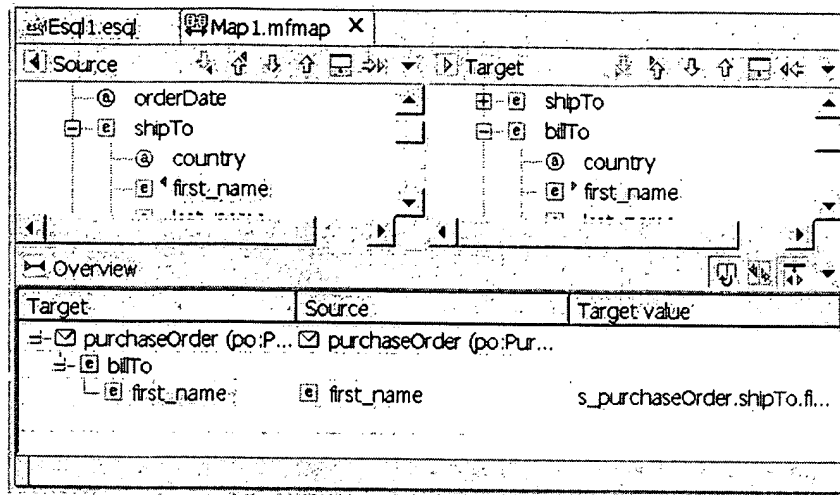 Esql1.esql Map1.mfmap X
Source Target
orderDate
shipTo
country
first_name
shipTo
billTo
country
first_name
Overview
Target Source Target value
purchaseOrder (po:P... purchaseOrder (po:Pur...
billTo
first_name first_name s_purchaseOrder.shipTo.fi...